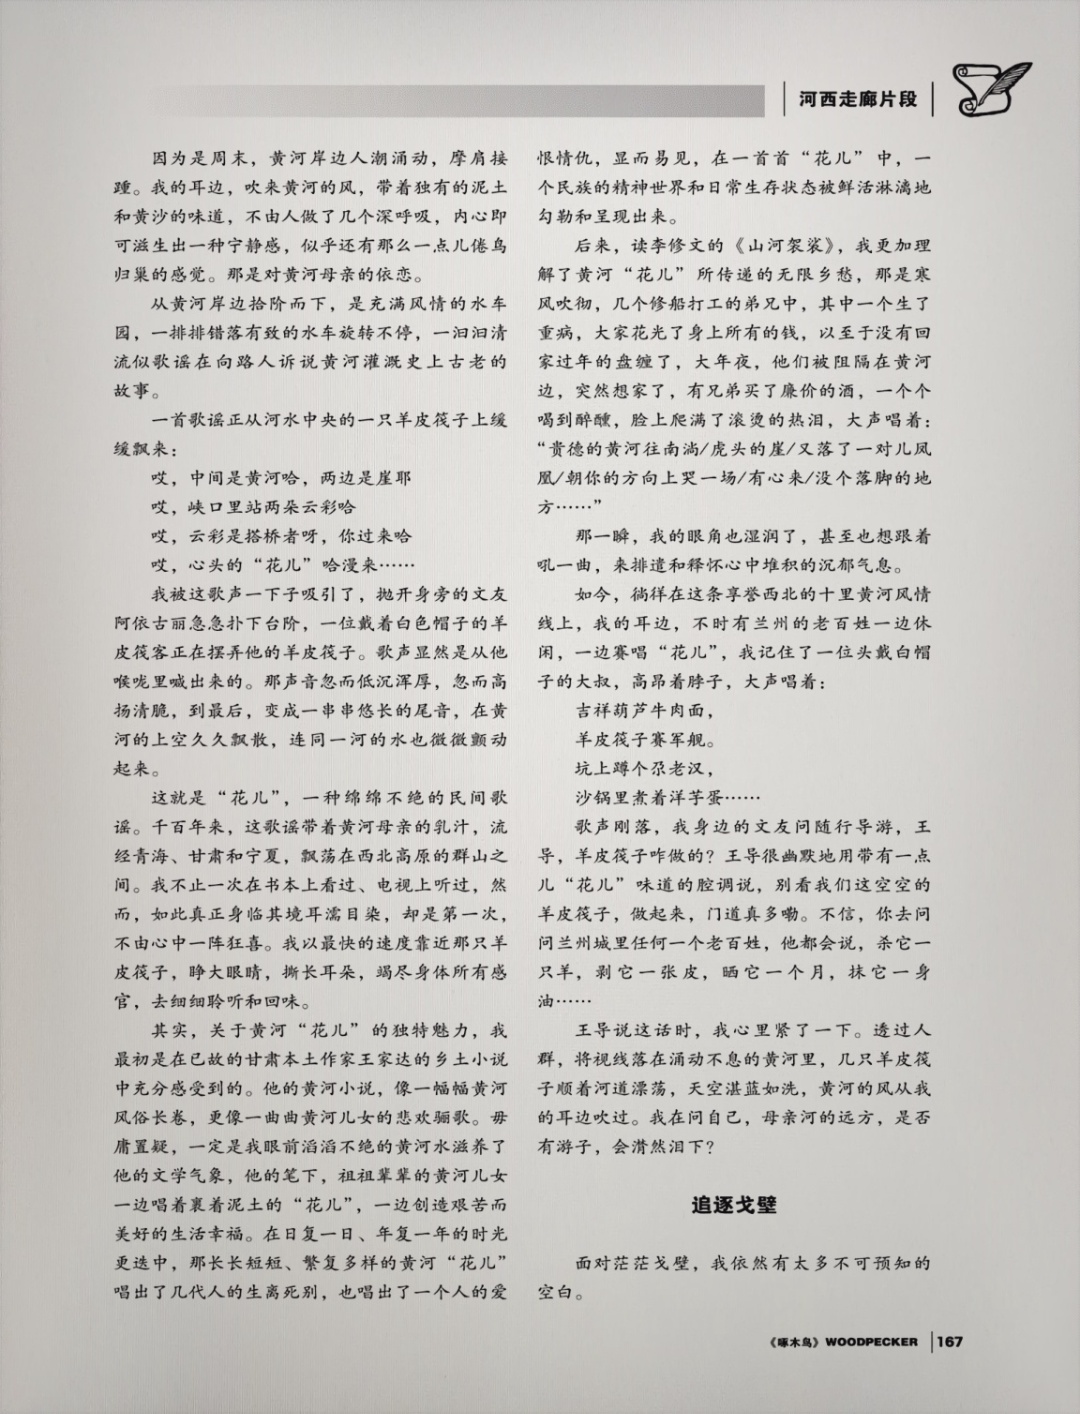 河西走廊片段
因为是周末，黄河岸边人潮涌动，摩肩接
踵。我的耳边，吹来黄河的风，带着独有的泥土
和黄沙的味道，不由人做了几个深呼吸，内心即
可滋生出一种宁静感，似乎还有那么一点儿倦鸟
归巢的感觉。那是对黄河母亲的依恋。
从黄河岸边拾阶而下，是充满风情的水车
园，一排排错落有致的水车旋转不停，一汩汩清
流似歌谣在向路人诉说黄河灌溉史上古老的
故事。
一首歌谣正从河水中央的一只羊皮筏子上缓
缓飘来：
哎，中间是黄河哈，两边是崖耶
哎，峡口里站两朵云彩哈
哎，云彩是搭桥者呀，你过来哈
哎，心头的“花儿”哈漫来……
我被这歌声一下子吸引了，抛开身旁的文友
阿依古丽急急扑下台阶，一位戴着白色帽子的羊
皮筏客正在摆弄他的羊皮筏子。歌声显然是从他
喉咙里喊出来的。那声音忽而低沉浑厚，忽而高
扬清脆，到最后，变成一串串悠长的尾音，在黄
河的上空久久飘散，连同一河的水也微微颤动
起来。
这就是“花儿”，一种绵绵不绝的民间歌
谣。千百年来，这歌谣带着黄河母亲的乳汁，流
经青海、甘肃和宁夏，飘荡在西北高原的群山之
间。我不止一次在书本上看过、电视上听过，然
而，如此真正身临其境耳濡目染，却是第一次，
不由心中一阵狂喜。我以最快的速度靠近那只羊
皮筏子，睁大眼睛，撕长耳朵，竭尽身体所有感
官，去细细聆听和回味。
其实，关于黄河“花儿”的独特魅力，我
最初是在已故的甘肃本土作家王家达的乡土小说
中充分感受到的。他的黄河小说，像一幅幅黄河
风俗长卷，更像一曲曲黄河儿女的悲欢骊歌。毋
庸置疑，一定是我眼前滔滔不绝的黄河水滋养了
他的文学气象，他的笔下，祖祖辈辈的黄河儿女
一边唱着裹着泥土的“花儿”，一边创造艰苦而
美好的生活幸福。在日复一日、年复一年的时光
更迭中，那长长短短、繁复多样的黄河“花儿”
唱出了几代人的生离死别，也唱出了一个人的爱
恨情仇，显而易见，在一首首“花儿”中，一
个民族的精神世界和日常生存状态被鲜活淋漓地
勾勒和呈现出来。
后来，读李修文的《山河袈裟》，我更加理
解了黄河“花儿”所传递的无限乡愁，那是寒
风吹彻，几个修船打工的弟兄中，其中一个生了
重病，大家花光了身上所有的钱，以至于没有回
家过年的盘缠了，大年夜，他们被阻隔在黄河
边，突然想家了，有兄弟买了廉价的酒，一个个
喝到醉醺，脸上爬满了滚烫的热泪，大声唱着：
“贵德的黄河往南淌/虎头的崖/又落了一对儿凤
凰/朝你的方向上哭一场/有心来/没个落脚的地
方……”
那一瞬，我的眼角也湿润了，甚至也想跟着
吼一曲，来排遣和释怀心中堆积的沉郁气息。
如今，徜徉在这条享誉西北的十里黄河风情
线上，我的耳边，不时有兰州的老百姓一边休
闲，一边赛唱“花儿”，我记住了一位头戴白帽
子的大叔，高昂着脖子，大声唱着：
吉祥葫芦牛肉面，
羊皮筏子赛军舰。
坑上蹲个尕老汉，
沙锅里煮着洋芋蛋……
歌声刚落，我身边的文友问随行导游，王
导，羊皮筏子咋做的？王导很幽默地用带有一点
儿“花儿”味道的腔调说，别看我们这空空的
羊皮筏子，做起来，门道真多嘞。不信，你去问
问兰州城里任何一个老百姓，他都会说，杀它一
只羊，剥它一张皮，晒它一个月，抹它一身
油……
王导说这话时，我心里紧了一下。透过人
群，将视线落在涌动不息的黄河里，几只羊皮筏
子顺着河道漂荡，天空湛蓝如洗，黄河的风从我
的耳边吹过。我在问自己，母亲河的远方，是否
有游子，会潸然泪下？
追逐戈壁
面对茫茫戈壁，我依然有太多不可预知的
空白。
《啄木鸟》WOODPECKER 167